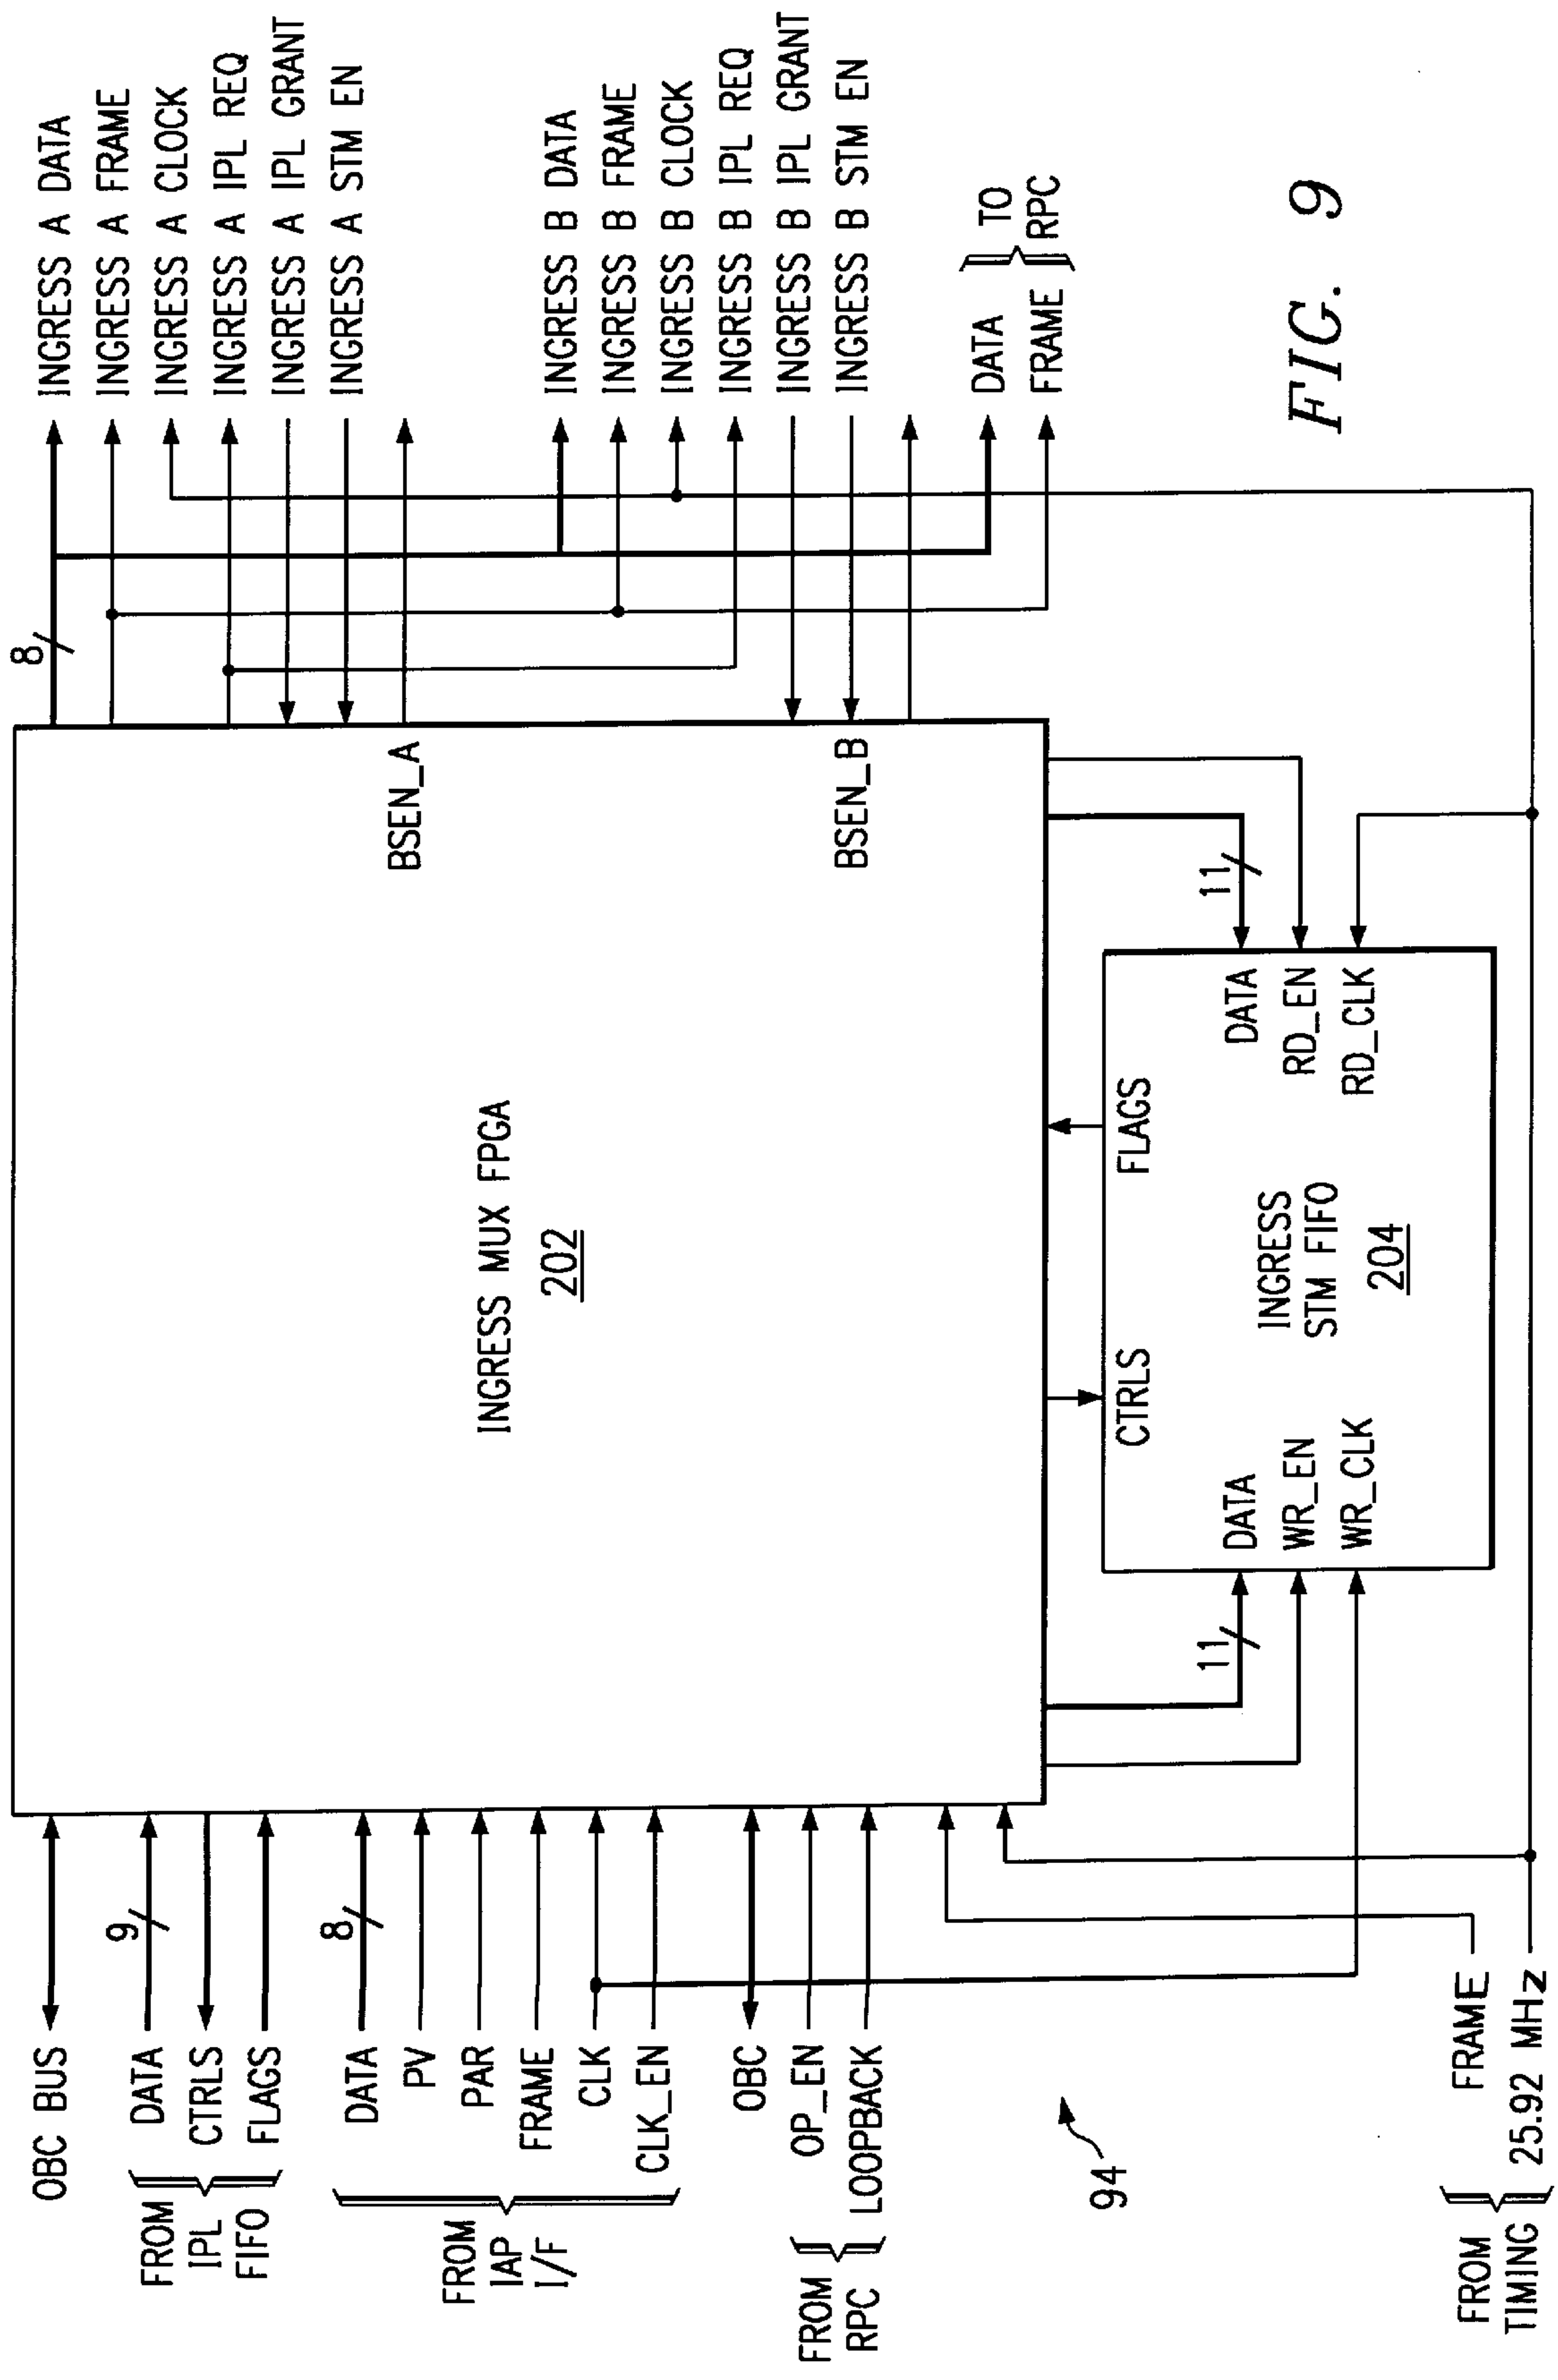 OBC BUS
FROM
IPL
FIFO
DATA
9
CTRLS
FLAGS
FROM
IAP
I/F
DATA
8
PV
PAR
FRAME
CLK
CLK_EN
FROM
RPC
OBC
OP_EN
LOOPBACK
94
FROM
TIMING
FRAME
25.92 MHz
INGRESS MUX FPGA
202
BSEN_A
BSEN_B
11
DATA
WR_EN
WR_CLK
CTRLS
FLAGS
INGRESS
STM FIFO
204
DATA
RD_EN
RD_CLK
11
8
INGRESS A DATA
INGRESS A FRAME
INGRESS A CLOCK
INGRESS A IPL REQ
INGRESS A IPL GRANT
INGRESS A STM EN
INGRESS B DATA
INGRESS B FRAME
INGRESS B CLOCK
INGRESS B IPL REQ
INGRESS B IPL GRANT
INGRESS B STM EN
DATA
FRAME
TO
RPC
FIG. 9